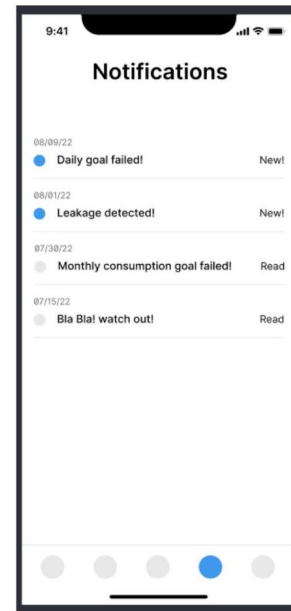 9:41
Notifications
08/09/22
Daily goal failed! New!
08/01/22
Leakage detected! New!
07/30/22
Monthly consumption goal failed! Read
07/15/22
Bla Bla! watch out! Read